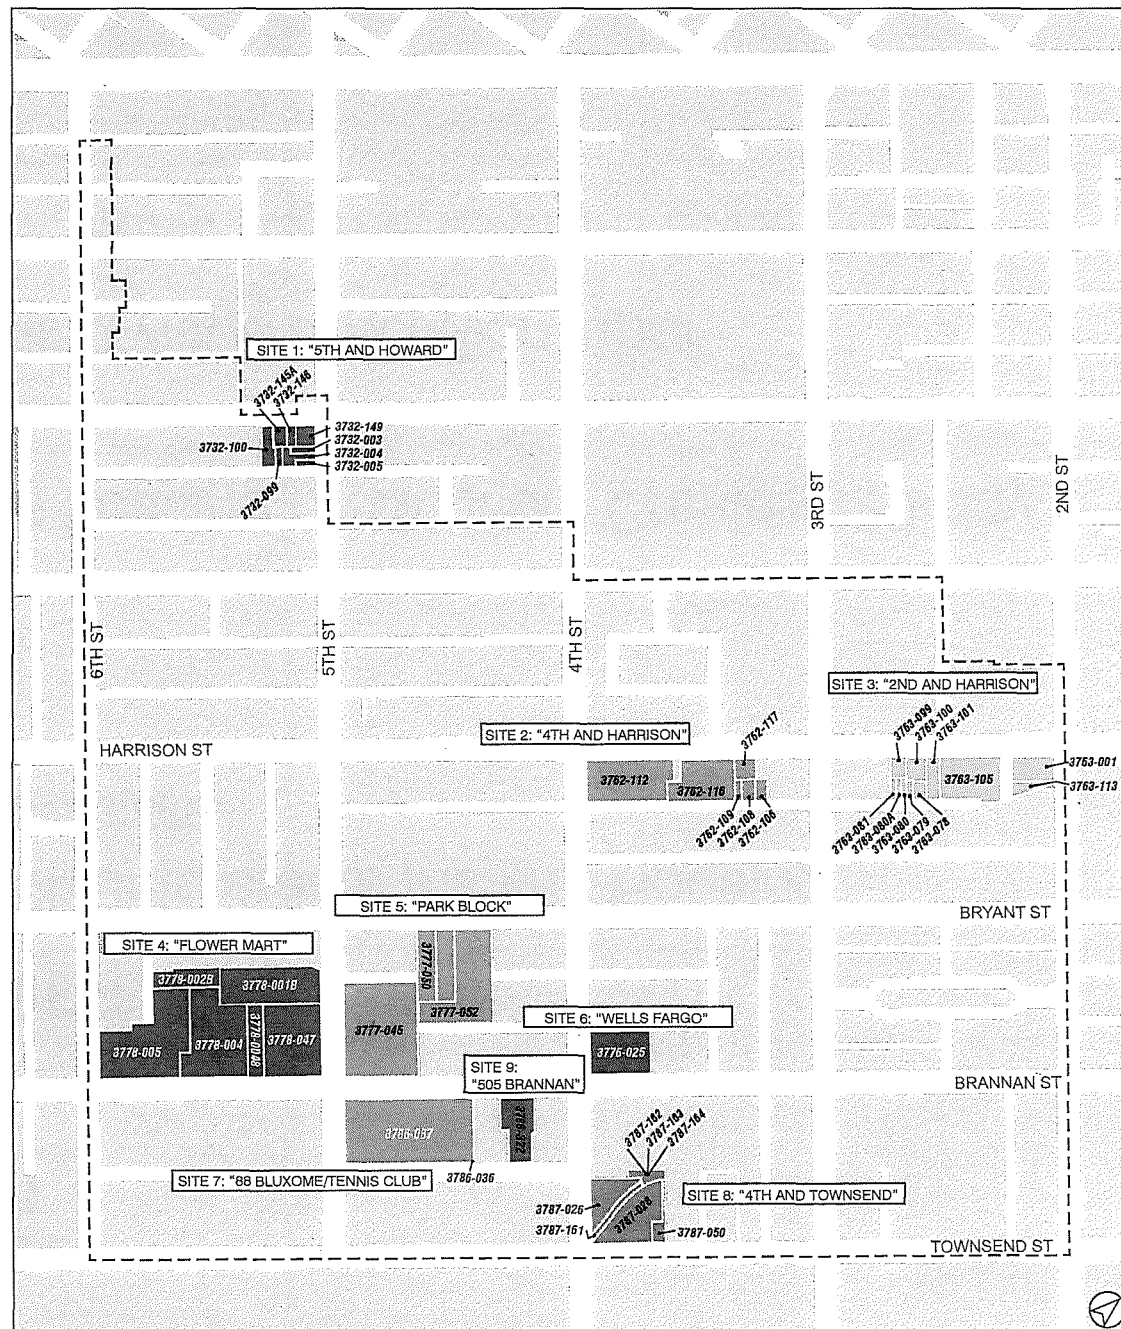 SITE 1: "5TH AND HOWARD"
3732-145A
3732-146
3732-149
3732-003
3732-100
3732-004
3732-005
3732-099
3RD ST
2ND ST
6TH ST
5TH ST
4TH ST
SITE 3: "2ND AND HARRISON"
SITE 2: "4TH AND HARRISON"
3762-117
3763-099
3763-100
3763-101
HARRISON ST
3763-001
3762-112
3762-116
3763-105
3763-113
3762-109
3762-108
3762-106
3763-081
3763-080A
3763-080
3763-079
3763-078
SITE 5: "PARK BLOCK"
BRYANT ST
SITE 4: "FLOWER MART"
3778-002B
3778-001B
3777-050
3777-052
3777-045
SITE 6: "WELLS FARGO"
3778-005
3778-004
3778-004B
3778-047
3776-025
SITE 9:
"505 BRANNAN"
BRANNAN ST
3786-037
3787-162
3787-163
3787-164
3786-036
SITE 7: "88 BLUXOME/TENNIS CLUB"
SITE 8: "4TH AND TOWNSEND"
3787-026
3787-028
3787-161
3787-050
TOWNSEND ST